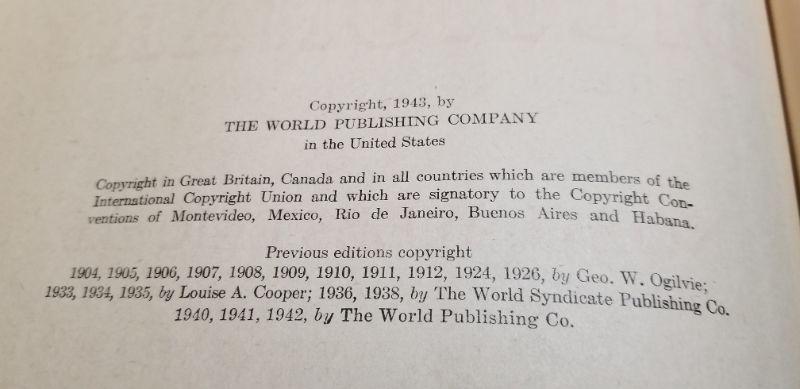 Copyright, 1943, by
THE WORLD PUBLISHING COMPANY
in the United States
Copyright in Great Britain, Canada and in all countries which are members of the
International Copyright Union and which are signatory to the Copyright Con-
ventions of Montevideo, Mexico, Rio de Janeiro, Buenos Aires and Habana.
Previous editions copyright
1904, 1905, 1906, 1907, 1908, 1909, 1910, 1911, 1912, 1924, 1926, by Geo. W. Ogilvie;
1933, 1934, 1935, by Louise A. Cooper; 1936, 1938, by The World Syndicate Publishing Co.
1940, 1941, 1942, by The World Publishing Co.